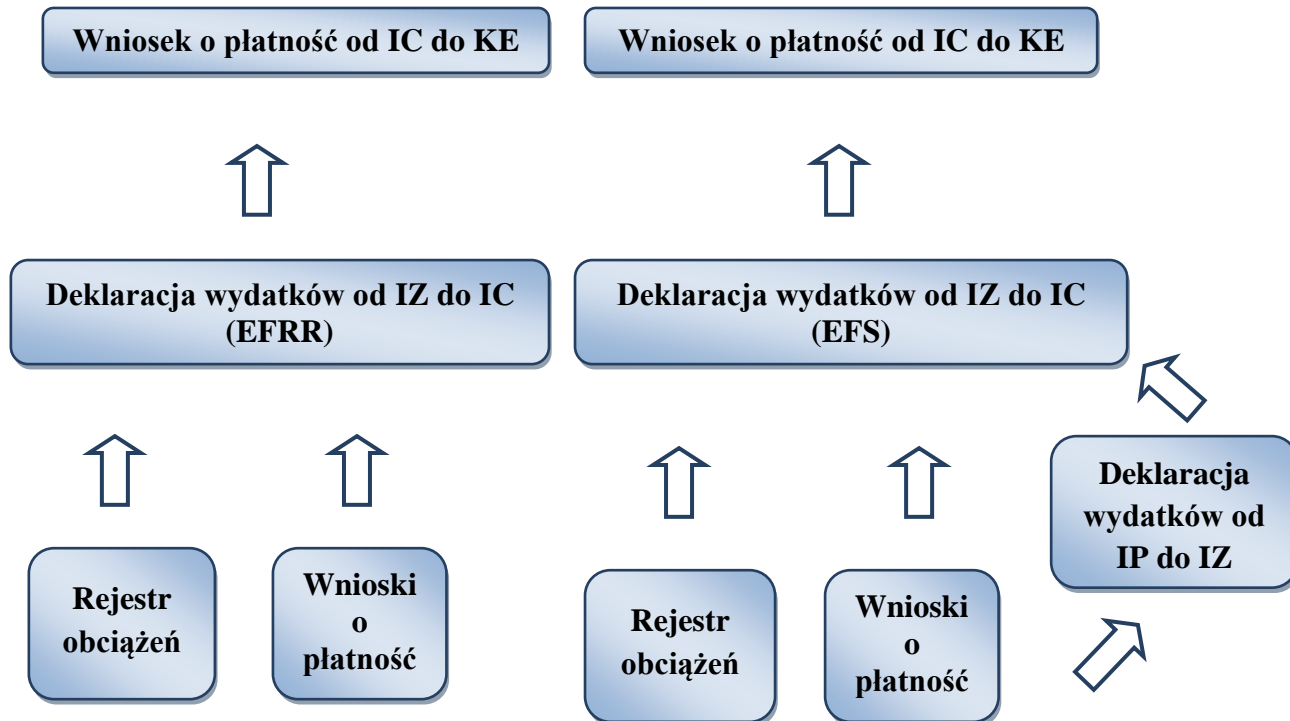 Wniosek o płatność od IC do KE
Wniosek o płatność od IC do KE
Deklaracja wydatków od IZ do IC
(EFRR)
Deklaracja wydatków od IZ do IC
(EFS)
Rejestr
obciążeń
Wnioski
o
płatność
Rejestr
obciążeń
Wnioski
o
płatność
Deklaracja
wydatków od
IP do IZ